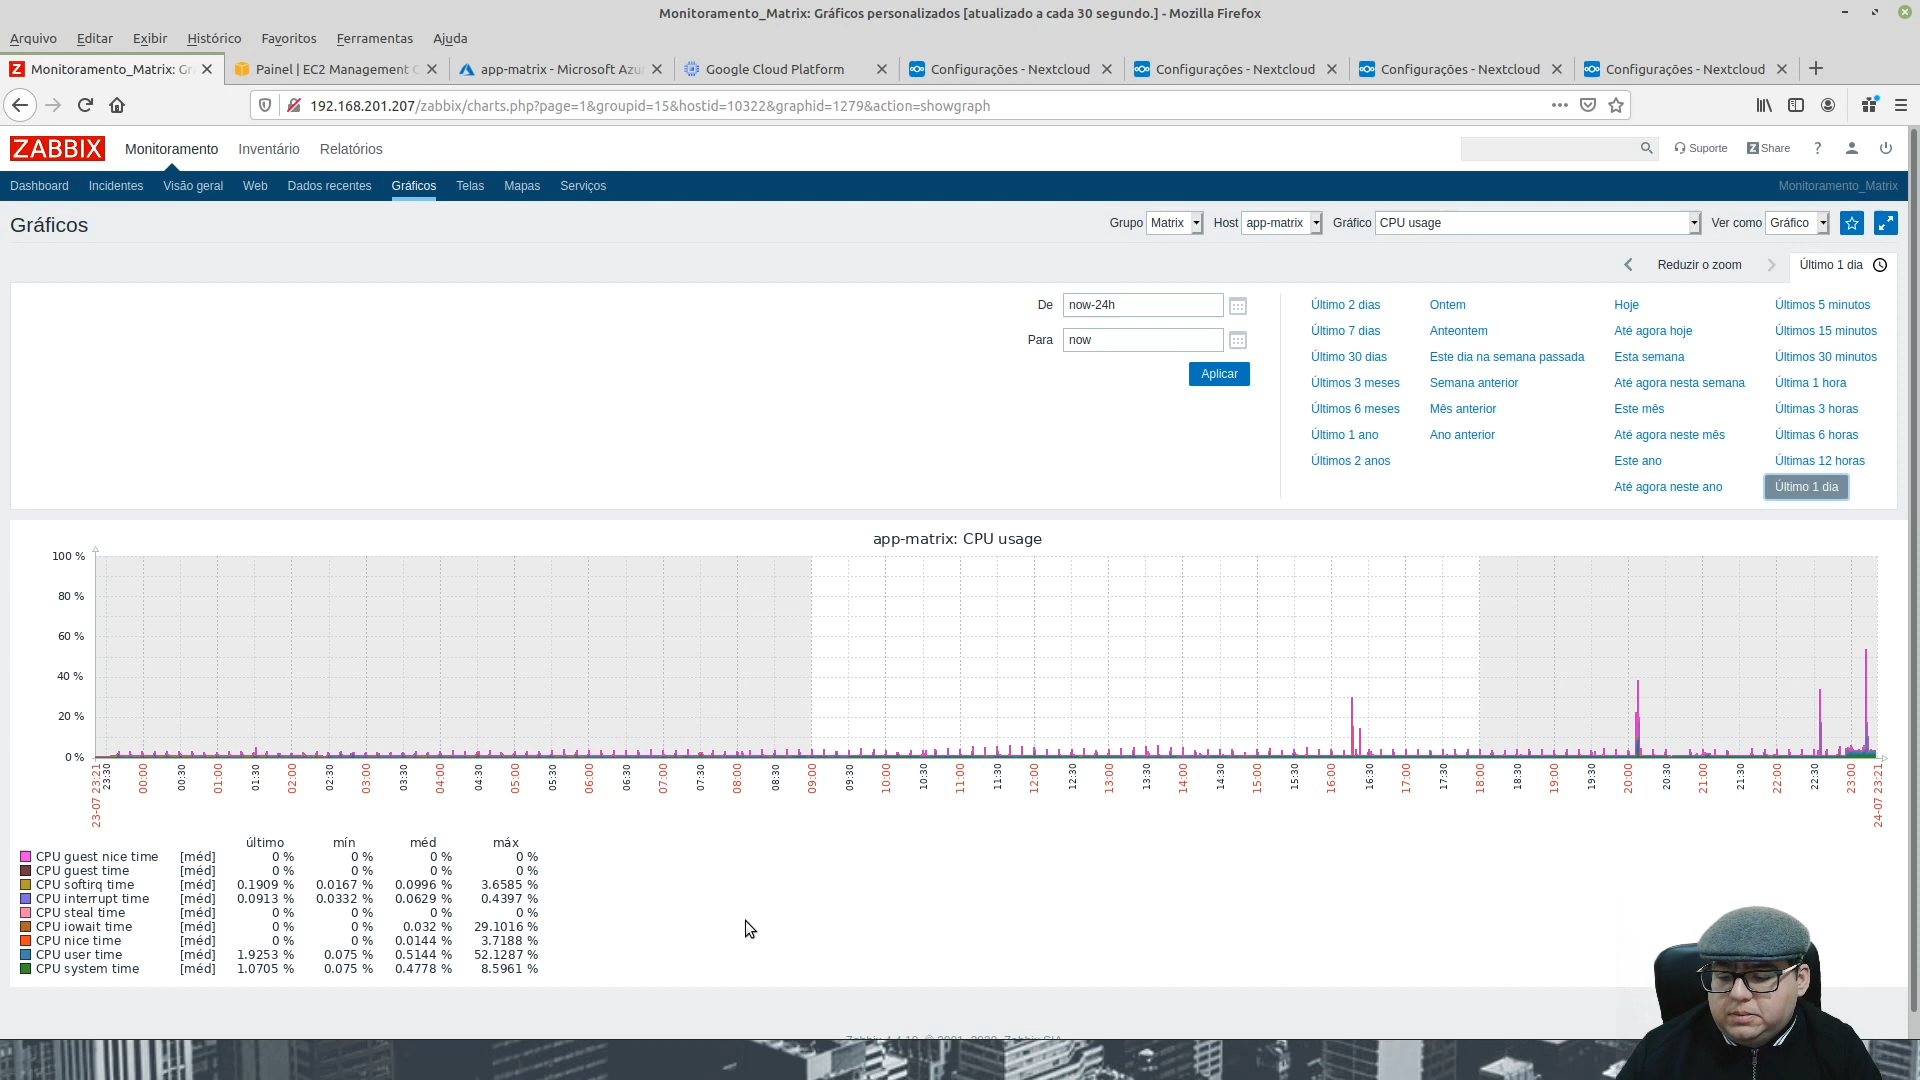 Monitoramento_Matrix: Gráficos personalizados [atualizado a cada 30 segundo.] - Mozilla Firefox
Arquivo Editar Exibir Histórico Favoritos Ferramentas Ajuda
Monitoramento_Matrix: Gr
Painel | EC2 Management C
app-matrix - Microsoft Azu
Google Cloud Platform
Configurações - Nextcloud
Configurações - Nextcloud
Configurações - Nextcloud
Configurações - Nextcloud
192.168.201.207/zabbix/charts.php?page=1&groupid=15&hostid=10322&graphid=1279&action=showgraph
ZABBIX Monitoramento Inventário Relatórios Suporte Z Share ?
Dashboard Incidentes Visão geral Web Dados recentes Gráficos Telas Mapas Serviços Monitoramento_Matrix
Gráficos Grupo Matrix Host app-matrix Gráfico CPU usage Ver como Gráfico
Reduzir o zoom Último 1 dia
De now-24h
Para now
Aplicar
Último 2 dias Ontem Hoje Últimos 5 minutos
Último 7 dias Anteontem Até agora hoje Últimos 15 minutos
Último 30 dias Este dia na semana passada Esta semana Últimos 30 minutos
Últimos 3 meses Semana anterior Até agora nesta semana Última 1 hora
Últimos 6 meses Mês anterior Este mês Últimas 3 horas
Último 1 ano Ano anterior Até agora neste mês Últimas 6 horas
Últimos 2 anos Este ano Últimas 12 horas
Até agora neste ano Último 1 dia
app-matrix: CPU usage
100 %
80 %
60 %
40 %
20 %
0 %
23-07 23:21 23:30 00:00 00:30 01:00 01:30 02:00 02:30 03:00 03:30 04:00 04:30 05:00 05:30 06:00 06:30 07:00 07:30 08:00 08:30 09:00 09:30 10:00 10:30 11:00 11:30 12:00 12:30 13:00 13:30 14:00 14:30 15:00 15:30 16:00 16:30 17:00 17:30 18:00 18:30 19:00 19:30 20:00 20:30 21:00 21:30 22:00 22:30 23:00 24-07 23:21
último mín méd máx
CPU guest nice time [méd] 0 % 0 % 0 % 0 %
CPU guest time [méd] 0 % 0 % 0 % 0 %
CPU softirq time [méd] 0.1909 % 0.0167 % 0.0996 % 3.6585 %
CPU interrupt time [méd] 0.0913 % 0.0332 % 0.0629 % 0.4397 %
CPU steal time [méd] 0 % 0 % 0 % 0 %
CPU iowait time [méd] 0 % 0 % 0.032 % 29.1016 %
CPU nice time [méd] 0 % 0 % 0.0144 % 3.7188 %
CPU user time [méd] 1.9253 % 0.075 % 0.5144 % 52.1287 %
CPU system time [méd] 1.0705 % 0.075 % 0.4778 % 8.5961 %